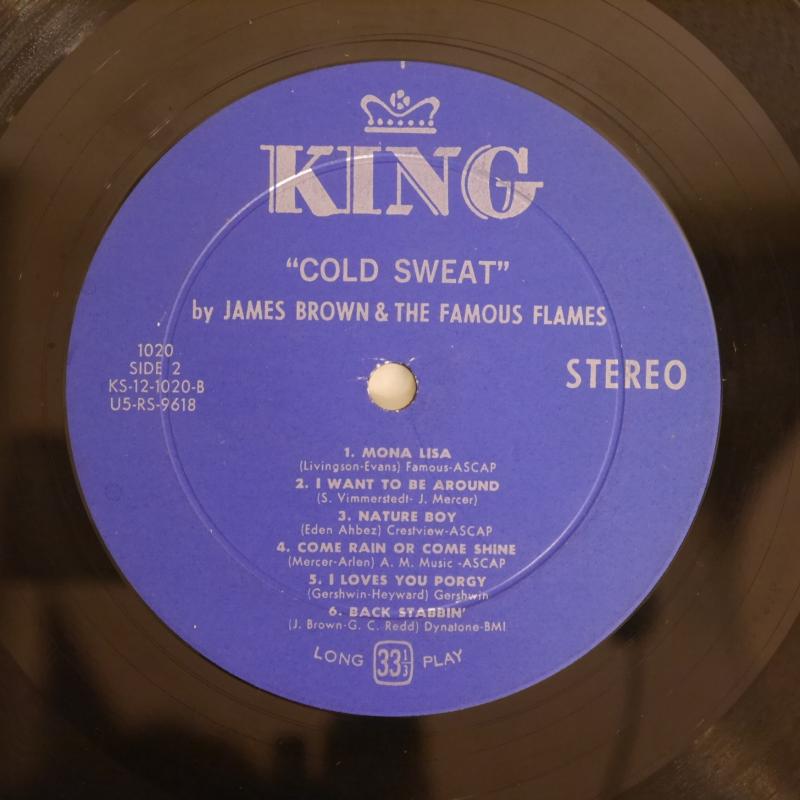 KING
“COLD SWEAT”
by JAMES BROWN & THE FAMOUS FLAMES
1020
SIDE 2
KS-12-1020-B
U5-RS-9618
STEREO
1. MONA LISA
(Livingson-Evans) Famous-ASCAP
2. I WANT TO BE AROUND
(S. Vimmerstedt- J. Mercer)
3. NATURE BOY
(Eden Ahbez) Crestview-ASCAP
4. COME RAIN OR COME SHINE
(Mercer-Arlen) A. M. Music -ASCAP
5. I LOVES YOU PORGY
(Gershwin-Heyward) Gershwin
6. BACK STABBIN’
(J. Brown-G. C. Redd) Dynatone-BMI
LONG 33 1/3 PLAY